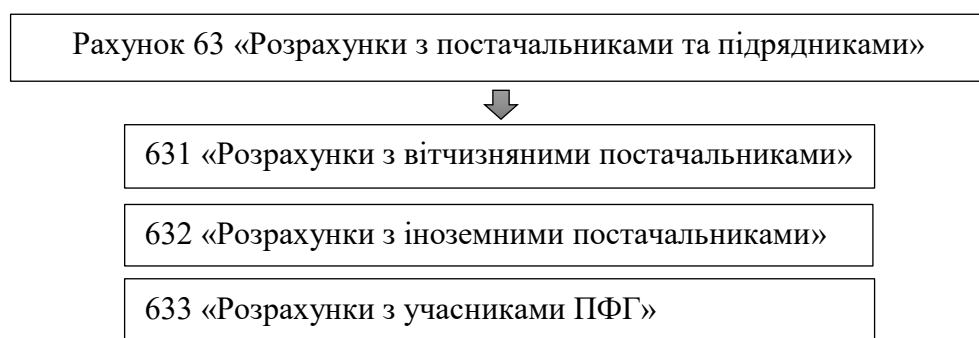 Рахунок 63 «Розрахунки з постачальниками та підрядниками»
631 «Розрахунки з вітчизняними постачальниками»
632 «Розрахунки з іноземними постачальниками»
633 «Розрахунки з учасниками ПФГ»